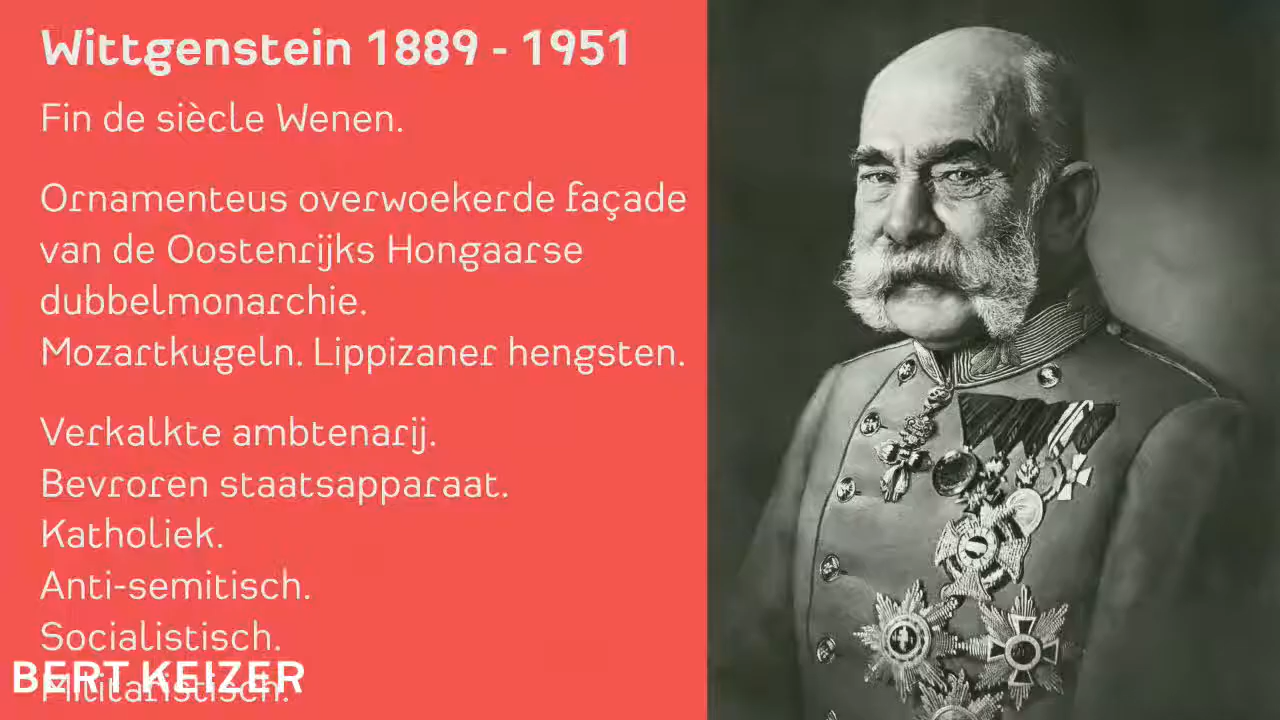 Wittgenstein 1889 - 1951
Fin de siècle Wenen.
Ornamenteus overwoekerde façade
van de Oostenrijks Hongaarse
dubbelmonarchie.
Mozartkugeln. Lippizaner hengsten.
Verkalkte ambtenarij.
Bevroren staatsapparaat.
Katholiek.
Anti-semitisch.
Socialistisch.
BERT KEIZER
Militaristisch.